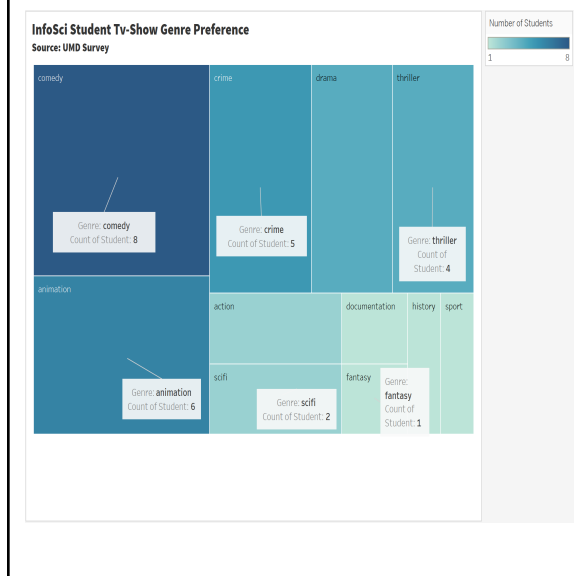 InfoSci Student Tv-Show Genre Preference
Source: UMD Survey
Number of Students
1 8
comedy
crime
drama
thriller
Genre: comedy
Count of Student: 8
Genre: crime
Count of Student: 5
Genre: thriller
Count of
Student: 4
animation
action
documentation
history
sport
Genre: animation
Count of Student: 6
scifi
fantasy
Genre: scifi
Count of Student: 2
Genre:
fantasy
Count of
Student: 1